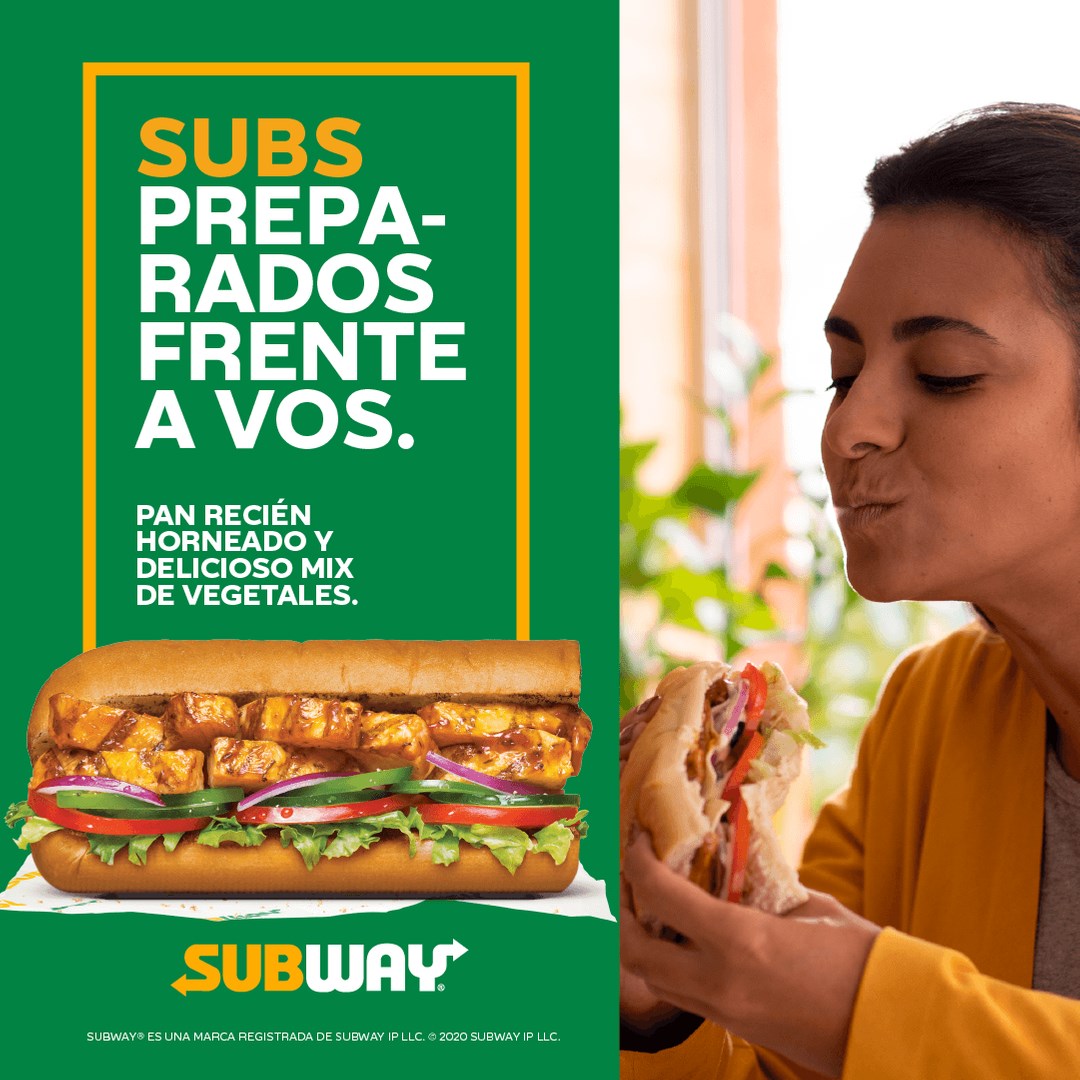 SUBS
PREPA-
RADOS
FRENTE
A VOS.
PAN RECIÉN
HORNEADO Y
DELICIOSO MIX
DE VEGETALES.
SUBWAY®
SUBWAY® ES UNA MARCA REGISTRADA DE SUBWAY IP LLC. © 2020 SUBWAY IP LLC.